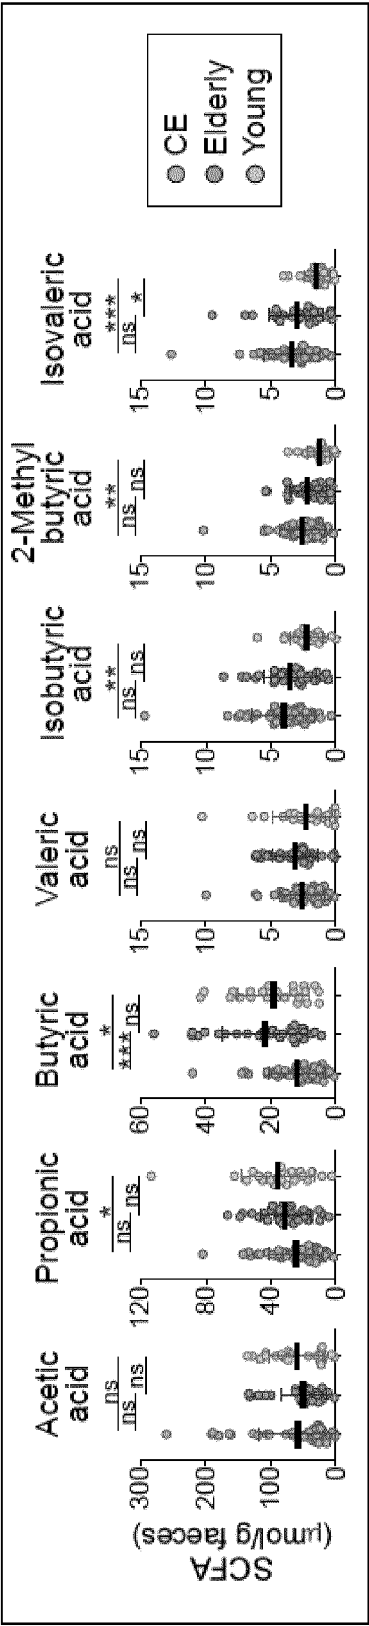 SCFA
(μmol/g faeces)
Acetic
acid
ns
ns
ns
300
200
100
0
Propionic
acid
*
ns
ns
120
80
40
0
Butyric
acid
*
***
ns
60
40
20
0
Valeric
acid
ns
ns
ns
15
10
5
0
Isobutyric
acid
**
ns
ns
15
10
5
0
2-Methyl
butyric
acid
**
ns
ns
15
10
5
0
Isovaleric
acid
***
ns
*
15
10
5
0
CE
Elderly
Young